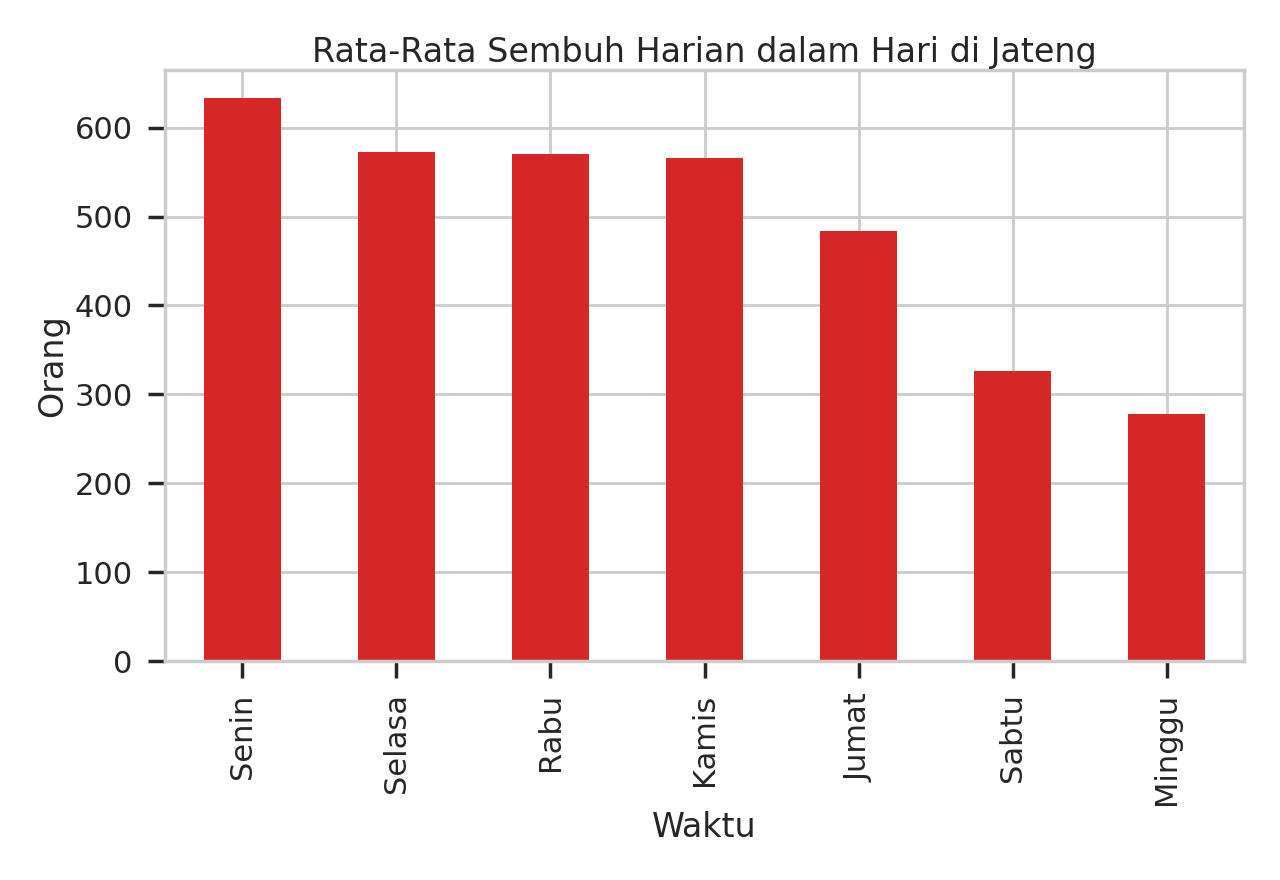 Rata-Rata Sembuh Harian dalam Hari di Jateng
600
500
400
300
200
100
0
Orang
Senin
Selasa
Rabu
Kamis
Jumat
Sabtu
Minggu
Waktu